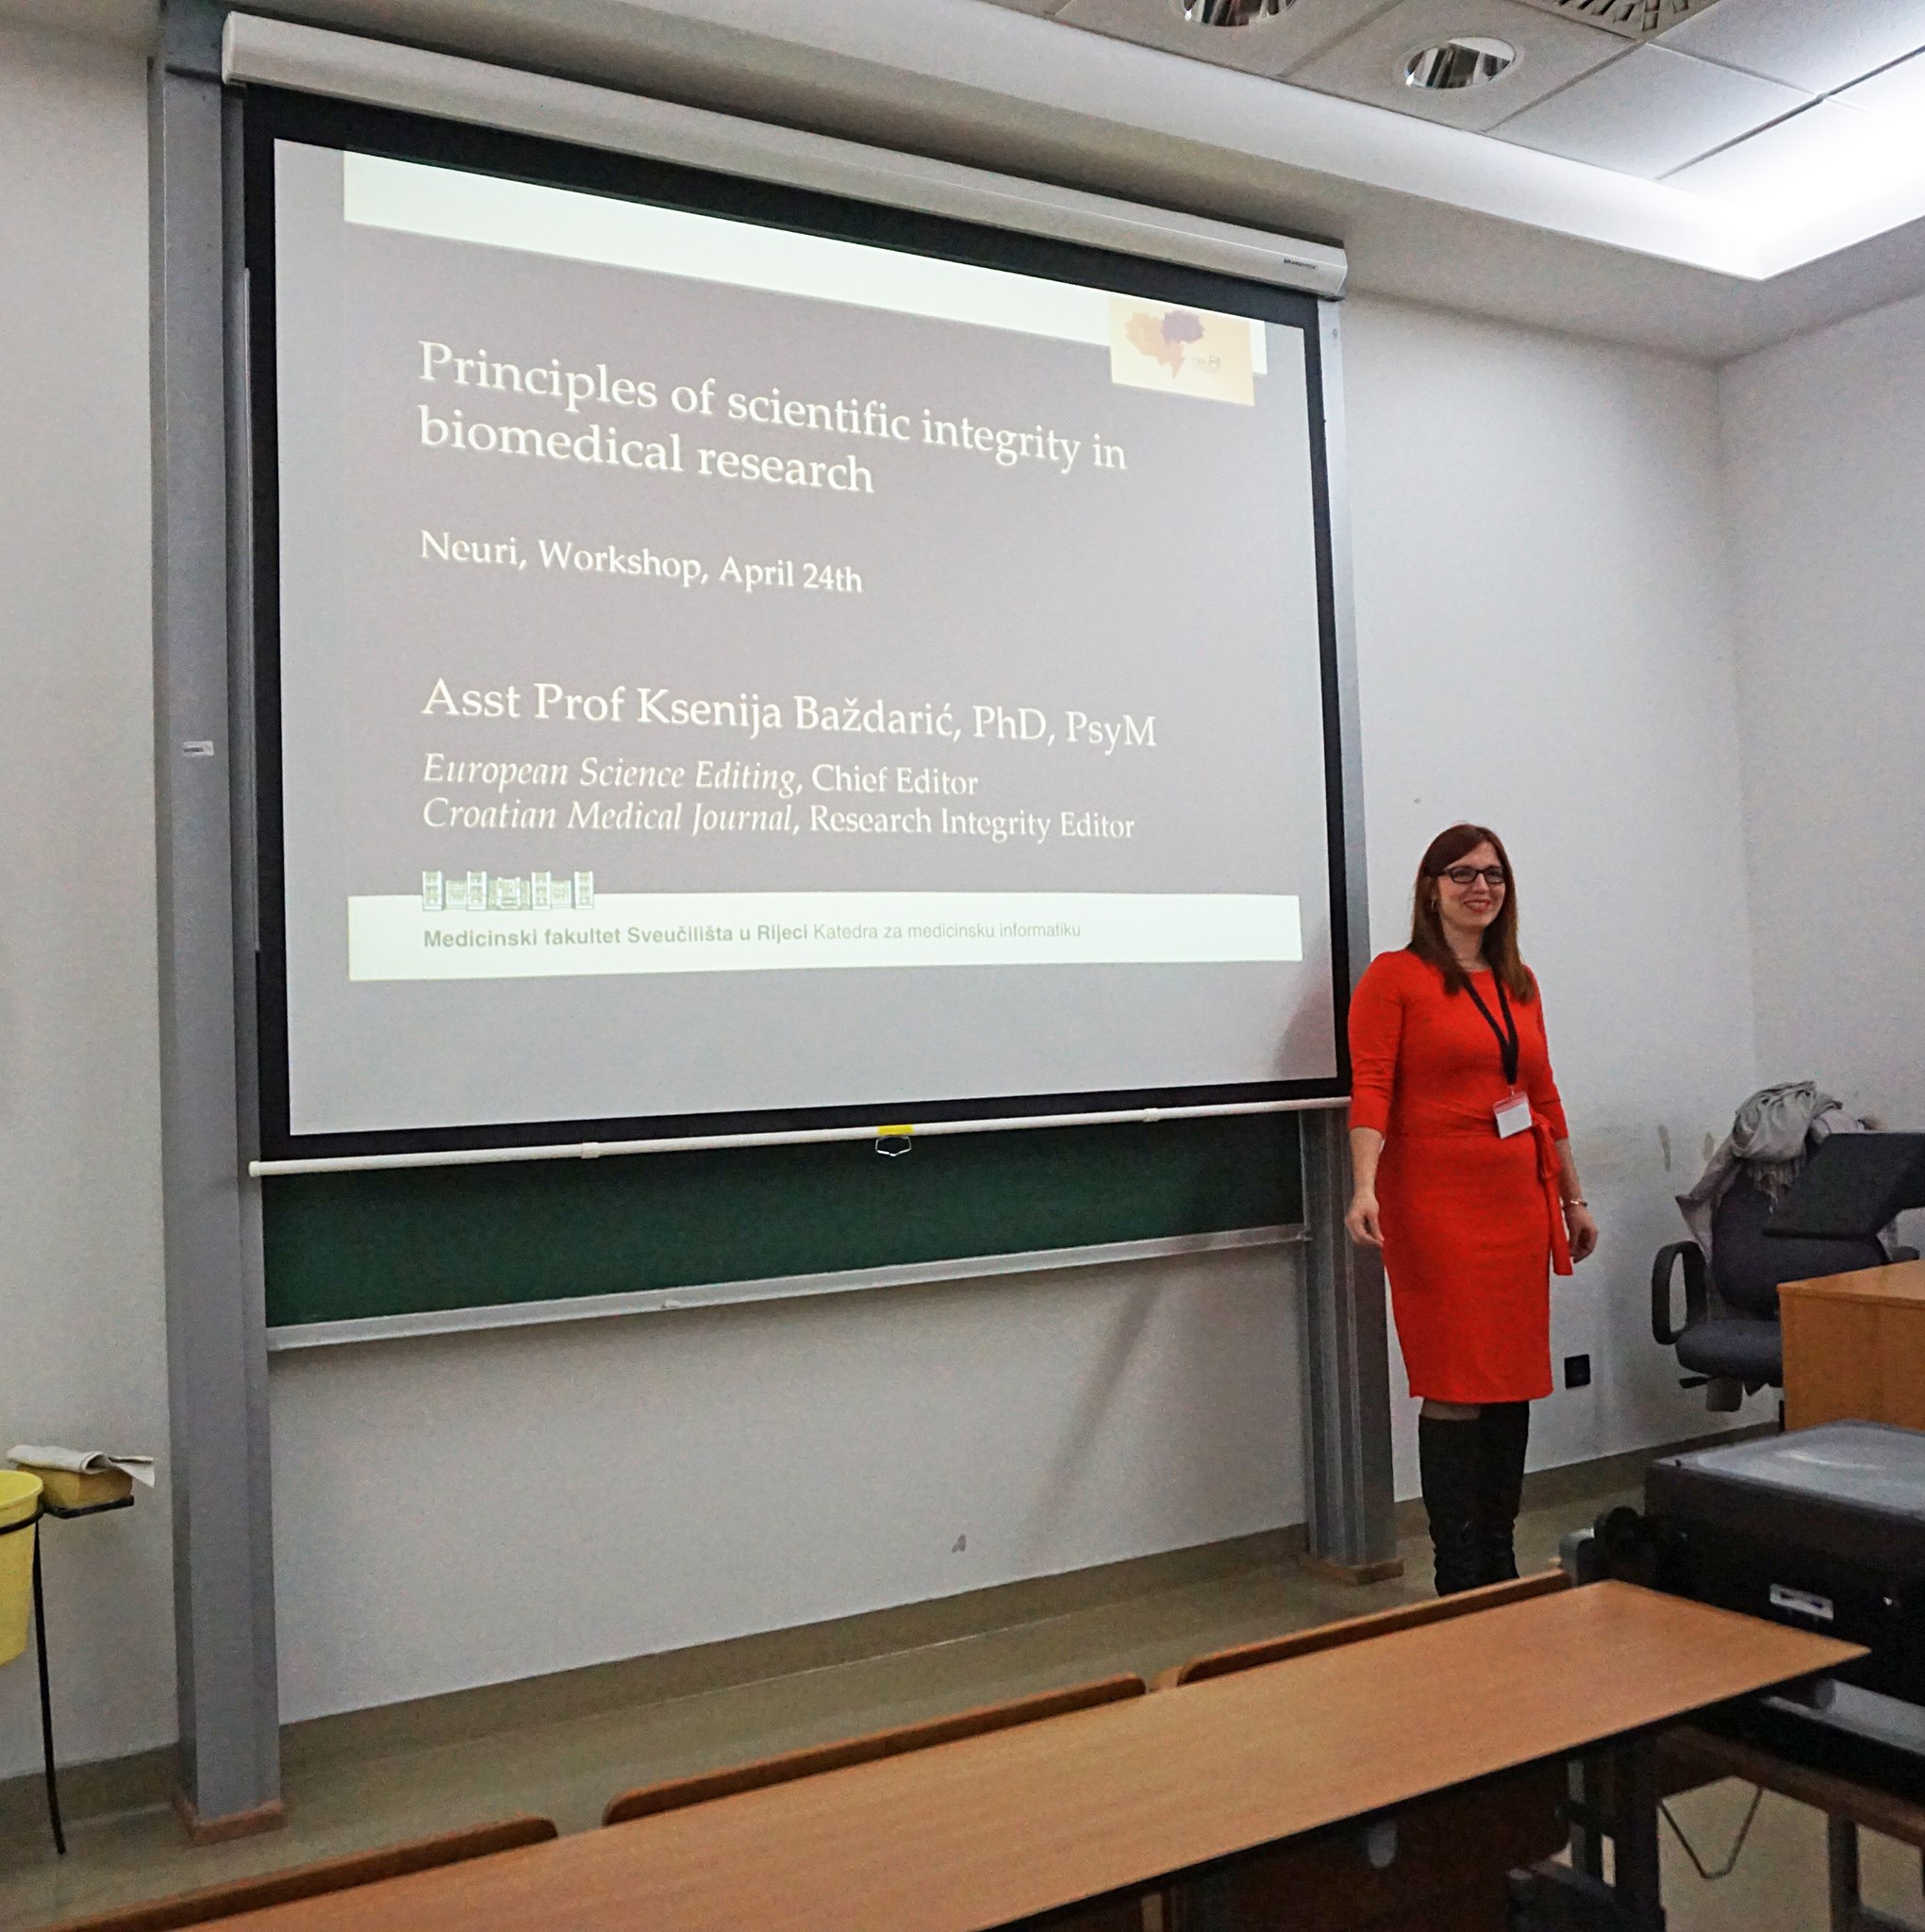 Principles of scientific integrity in
biomedical research
Neuri, Workshop, April 24th
Asst Prof Ksenija Baždarić, PhD, PsyM
European Science Editing, Chief Editor
Croatian Medical Journal, Research Integrity Editor
Medicinski fakultet Sveučilišta u Rijeci Katedra za medicinsku informatiku